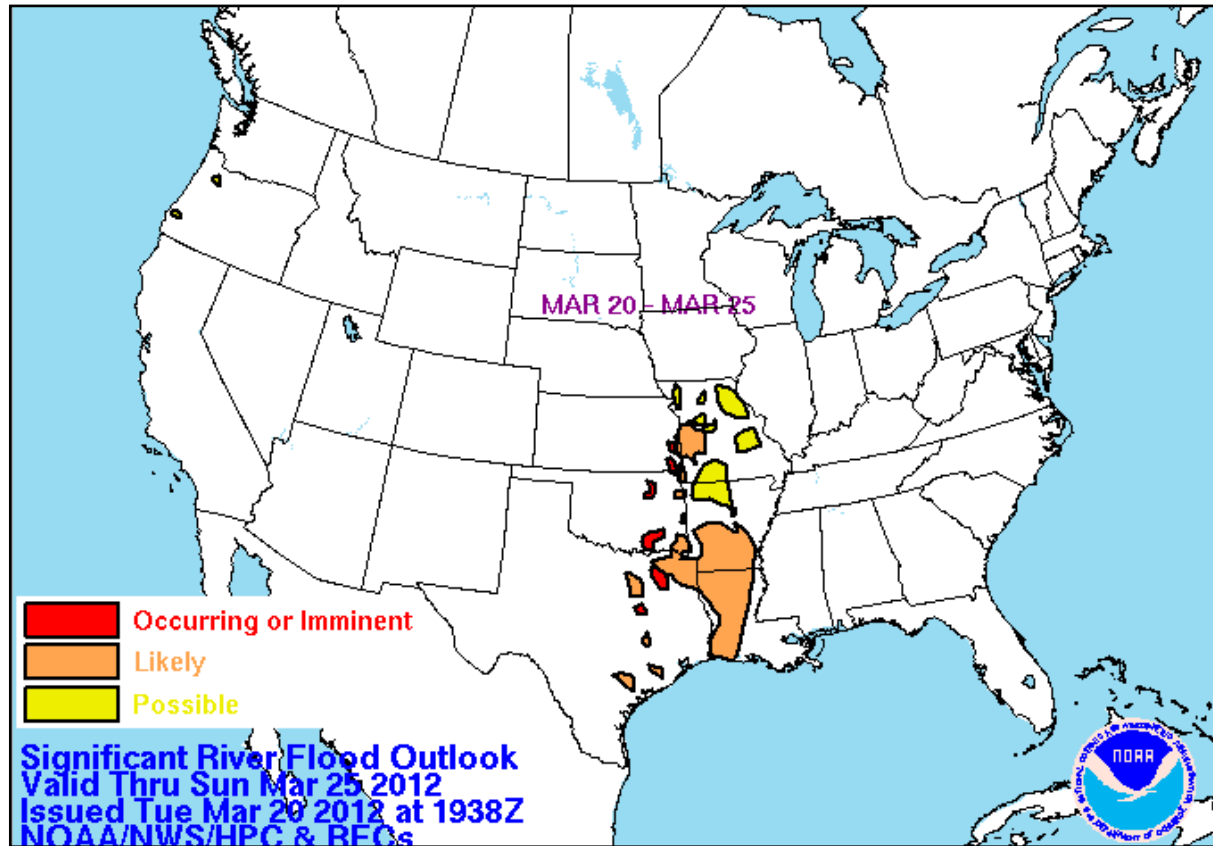 MAR 20 - MAR 25
Occurring or Imminent
Likely
Possible
Significant River Flood Outlook
Valid Thru Sun Mar 25 2012
Issued Tue Mar 20 2012 at 1938Z
NOAA/NWS/HPC & RFCs
NOAA